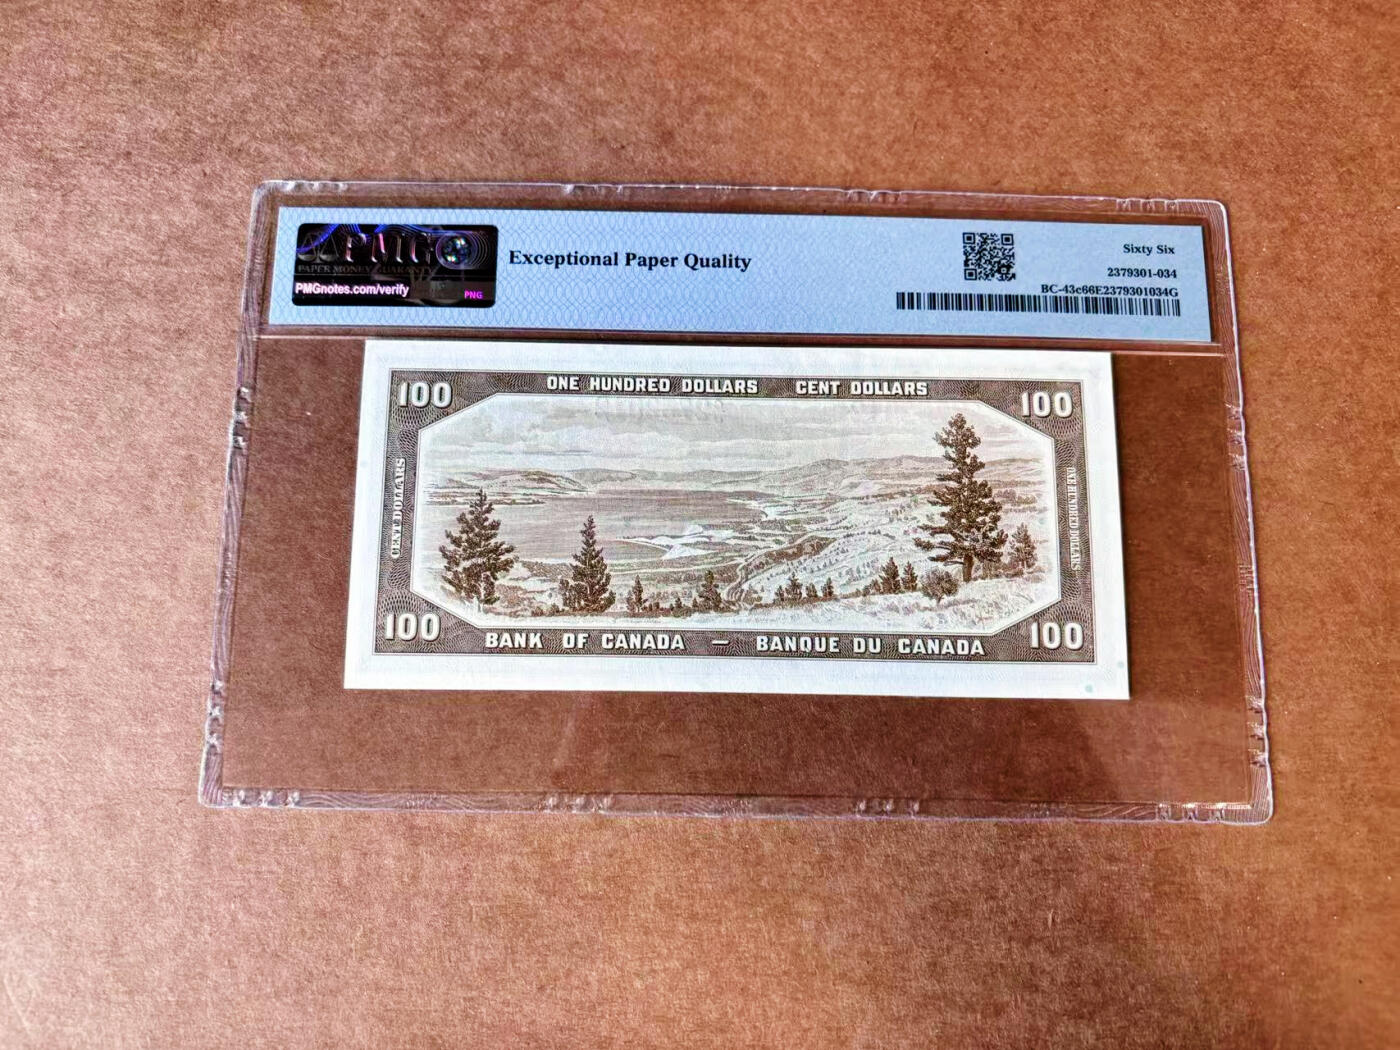 PMG
PAPER MONEY GUARANTY
PMGnotes.com/verify
PNG
Exceptional Paper Quality
Sixty Six
2379301-034
BC-43c66E2379301034G
ONE HUNDRED DOLLARS CENT DOLLARS
100
100
CENT DOLLARS
ONE HUNDRED DOLLARS
100
100
BANK OF CANADA — BANQUE DU CANADA